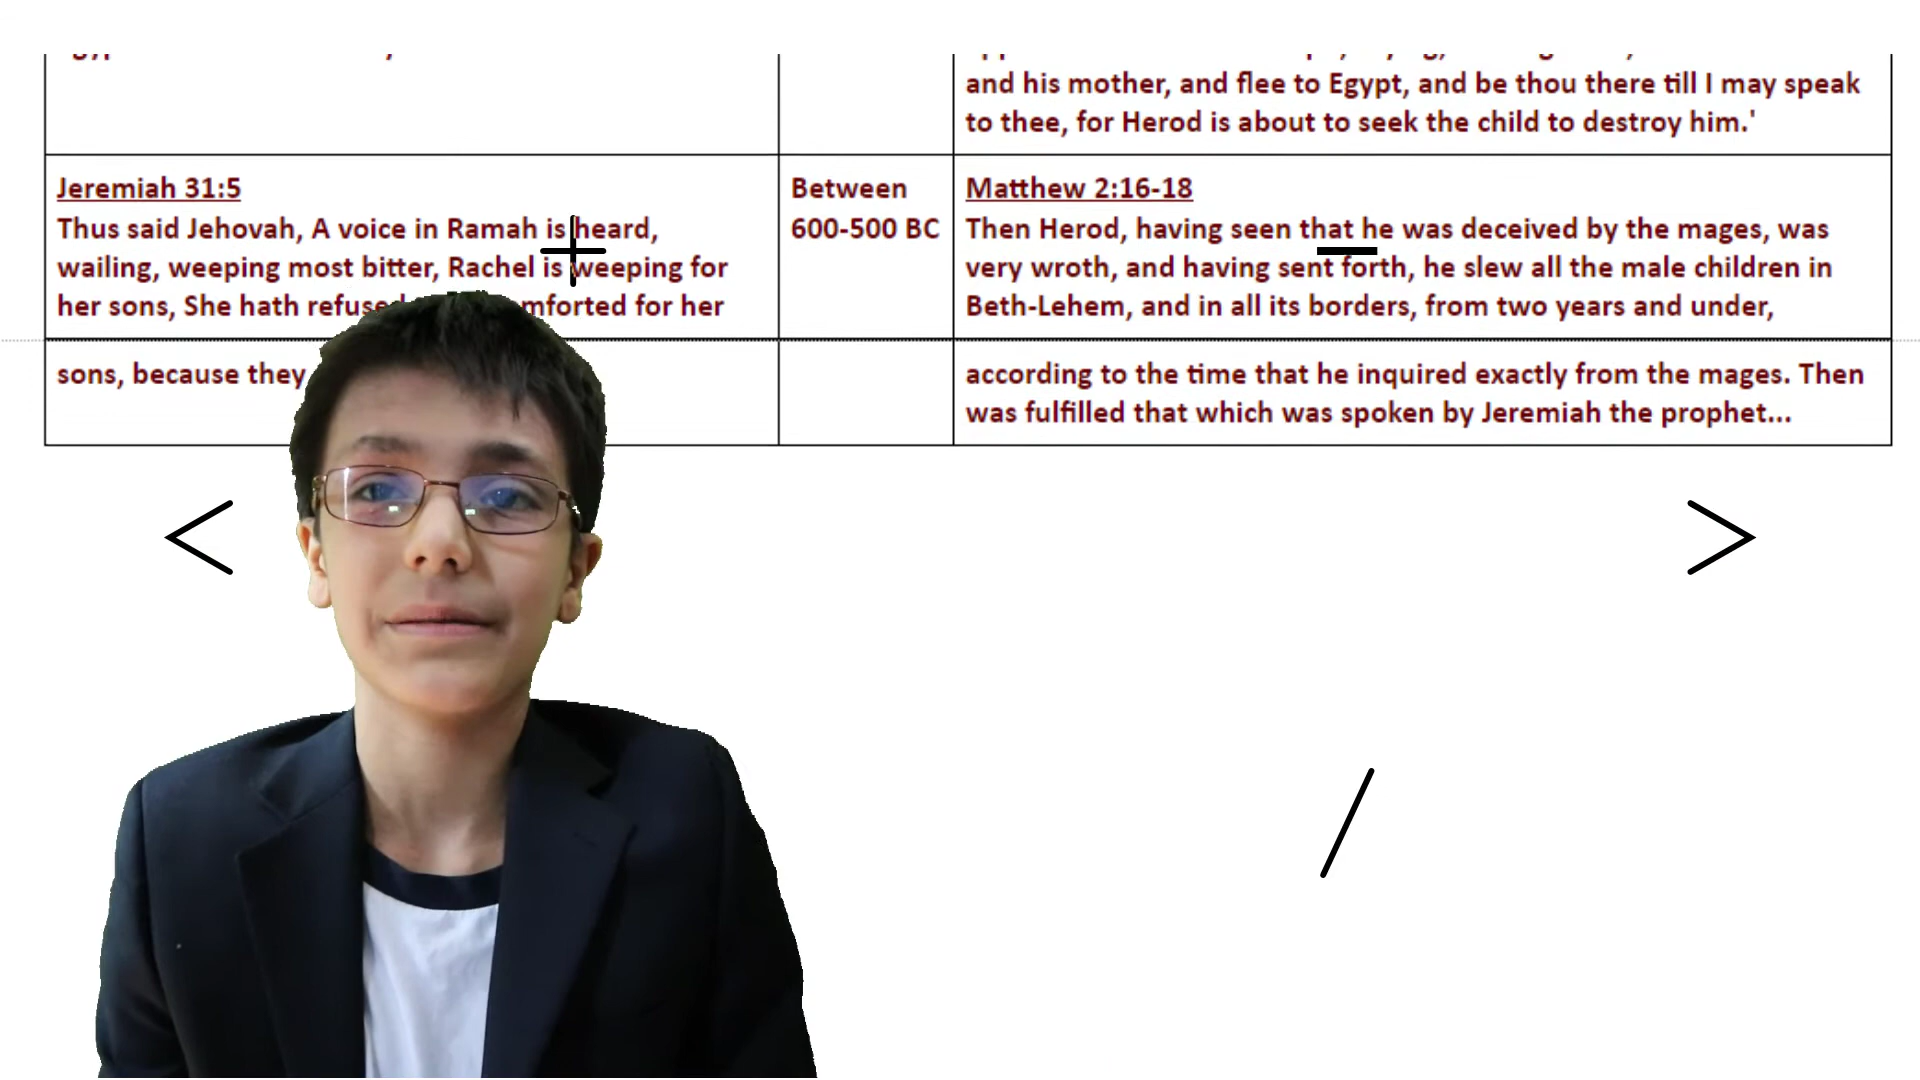 and his mother, and flee to Egypt, and be thou there till I may speak
to thee, for Herod is about to seek the child to destroy him.'
Jeremiah 31:5
Thus said Jehovah, A voice in Ramah is heard,
wailing, weeping most bitter, Rachel is weeping for
her sons, She hath refused comforted for her
sons, because they
Between
600-500 BC
Matthew 2:16-18
Then Herod, having seen that he was deceived by the mages, was
very wroth, and having sent forth, he slew all the male children in
Beth-Lehem, and in all its borders, from two years and under,
according to the time that he inquired exactly from the mages. Then
was fulfilled that which was spoken by Jeremiah the prophet...